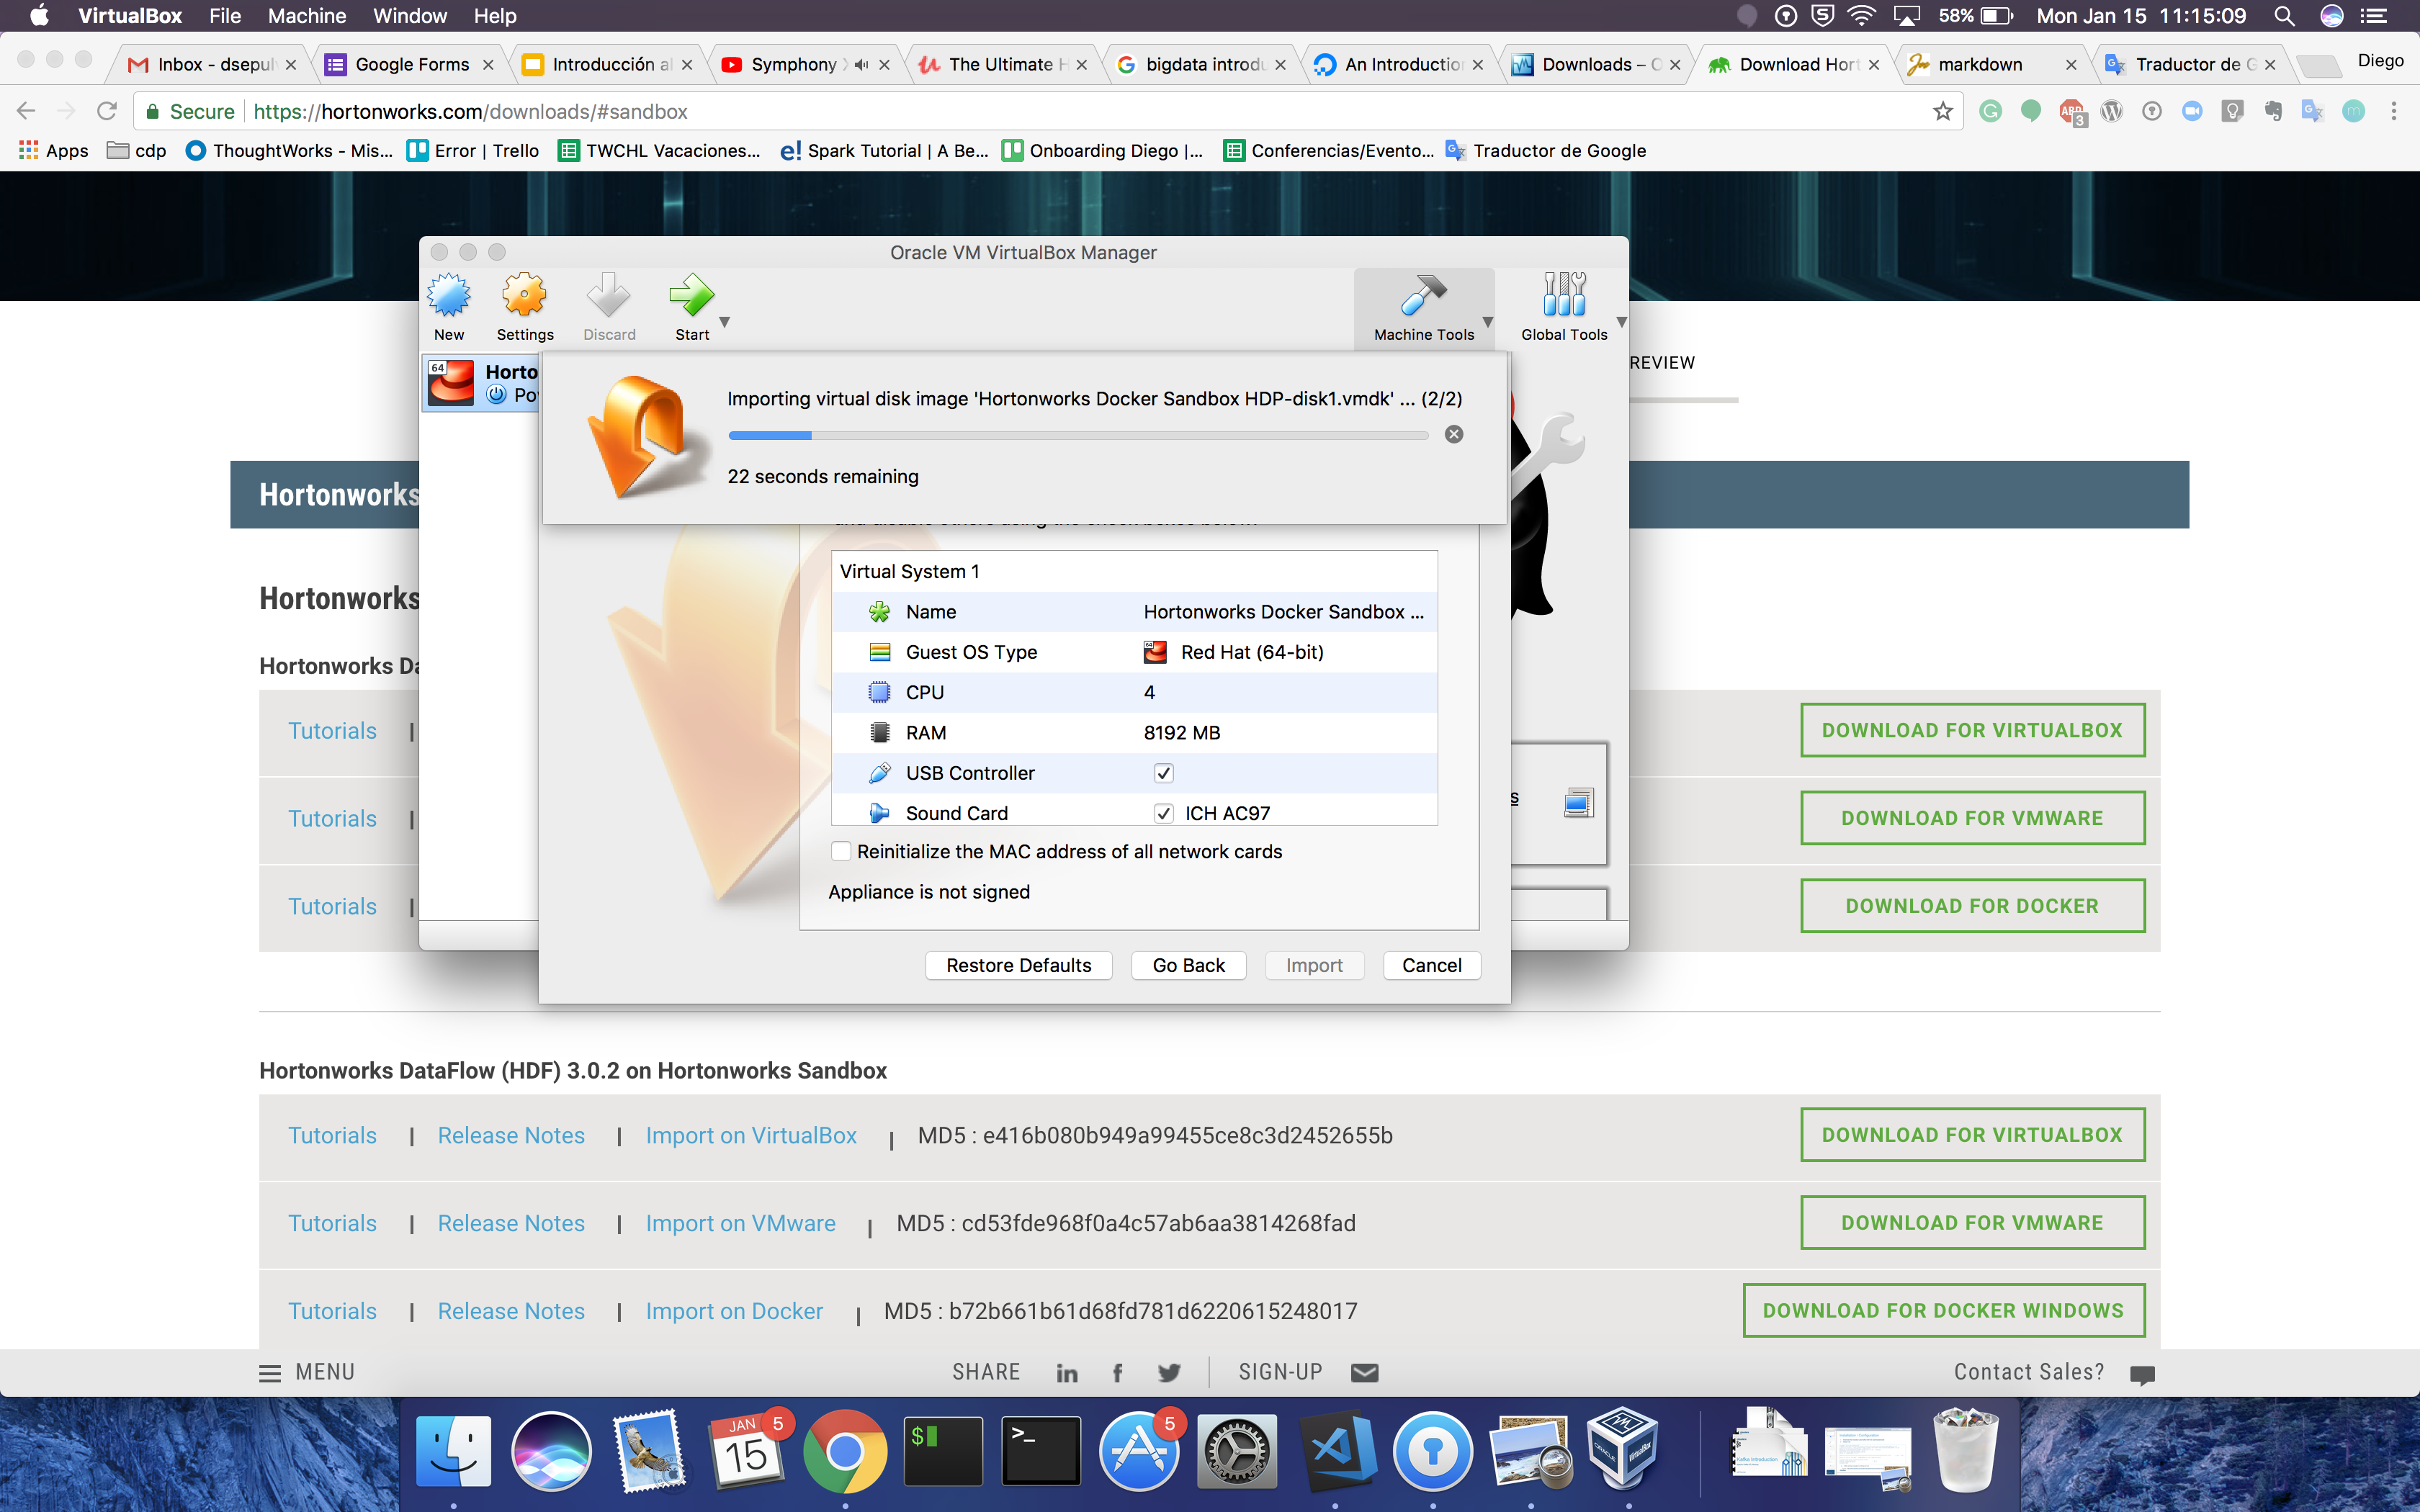 VirtualBox File Machine Window Help
58% Mon Jan 15 11:15:09
Inbox - dsepul
Google Forms
Introducción al
Symphony X
The Ultimate H
bigdata introdu
An Introduction
Downloads – O
Download Hort
markdown
Traductor de G
Diego
Secure https://hortonworks.com/downloads/#sandbox
ABP 3
Apps
cdp
ThoughtWorks - Mis...
Error | Trello
TWCHL Vacaciones...
e! Spark Tutorial | A Be...
Onboarding Diego |...
Conferencias/Evento...
Traductor de Google
Oracle VM VirtualBox Manager
New
Settings
Discard
Start
Machine Tools
Global Tools
REVIEW
64 Horto
Po
Importing virtual disk image 'Hortonworks Docker Sandbox HDP-disk1.vmdk' ... (2/2)
22 seconds remaining
Hortonworks
Virtual System 1
Name Hortonworks Docker Sandbox ...
Guest OS Type Red Hat (64-bit)
CPU 4
RAM 8192 MB
USB Controller
Sound Card ICH AC97
Reinitialize the MAC address of all network cards
Appliance is not signed
Restore Defaults
Go Back
Import
Cancel
Hortonworks
Hortonworks Da
Tutorials |
DOWNLOAD FOR VIRTUALBOX
Tutorials |
DOWNLOAD FOR VMWARE
Tutorials |
DOWNLOAD FOR DOCKER
Hortonworks DataFlow (HDF) 3.0.2 on Hortonworks Sandbox
Tutorials | Release Notes | Import on VirtualBox | MD5 : e416b080b949a99455ce8c3d2452655b
DOWNLOAD FOR VIRTUALBOX
Tutorials | Release Notes | Import on VMware | MD5 : cd53fde968f0a4c57ab6aa3814268fad
DOWNLOAD FOR VMWARE
Tutorials | Release Notes | Import on Docker | MD5 : b72b661b61d68fd781d6220615248017
DOWNLOAD FOR DOCKER WINDOWS
MENU
SHARE
SIGN-UP
Contact Sales?
JAN 15 5
5